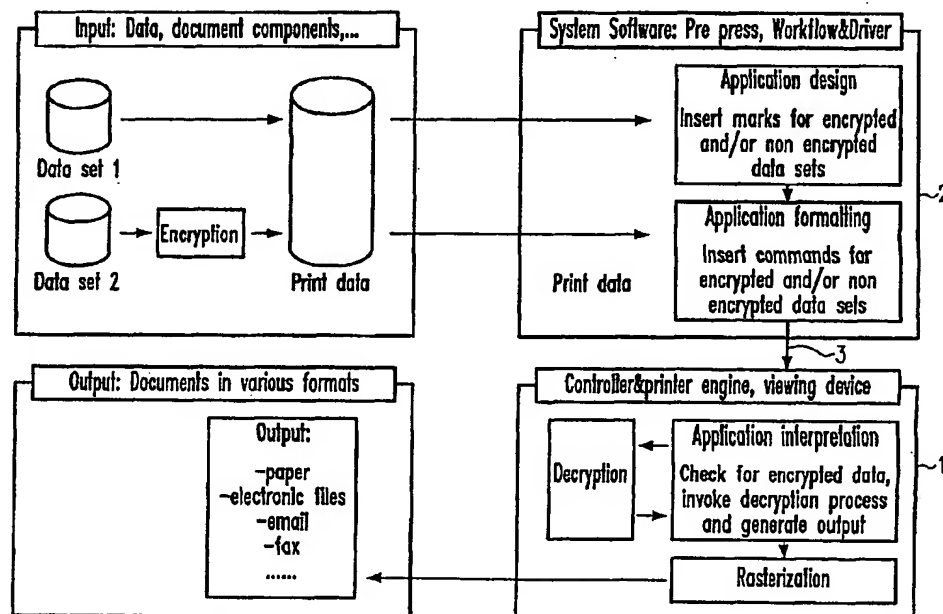 Input: Data, document components,...
Data set 1
Data set 2
Encryption
Print data
System Software: Pre press, Workflow&Driver
Application design
Insert marks for encrypted
and/or non encrypted
data sets
Application formatting
Insert commands for
encrypted and/or non
encrypted data sets
Print data
2
3
Output: Documents in various formats
Output:
-paper
-electronic files
-email
-fax
......
Controller&printer engine, viewing device
Decryption
Application interpretation
Check for encrypted data,
invoke decryption process
and generate output
Rasterization
1